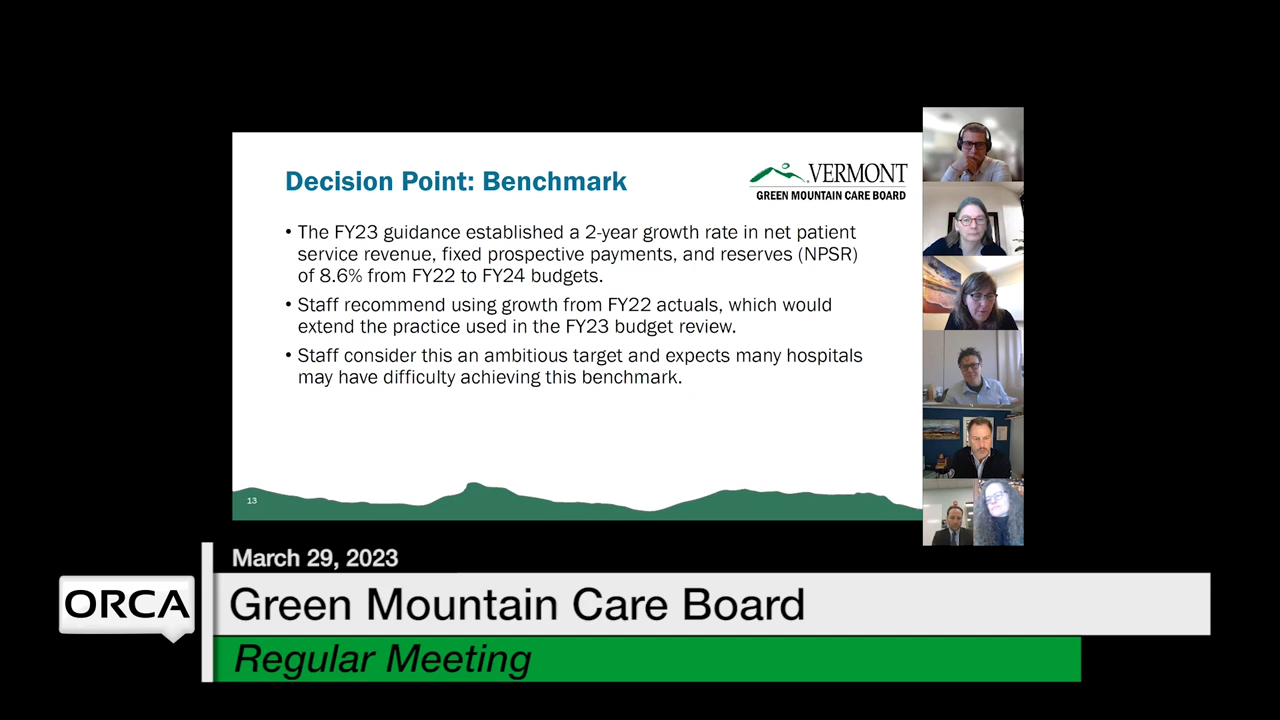 Decision Point: Benchmark
VERMONT
GREEN MOUNTAIN CARE BOARD
• The FY23 guidance established a 2-year growth rate in net patient
service revenue, fixed prospective payments, and reserves (NPSR)
of 8.6% from FY22 to FY24 budgets.
• Staff recommend using growth from FY22 actuals, which would
extend the practice used in the FY23 budget review.
• Staff consider this an ambitious target and expects many hospitals
may have difficulty achieving this benchmark.
13
March 29, 2023
ORCA
Green Mountain Care Board
Regular Meeting